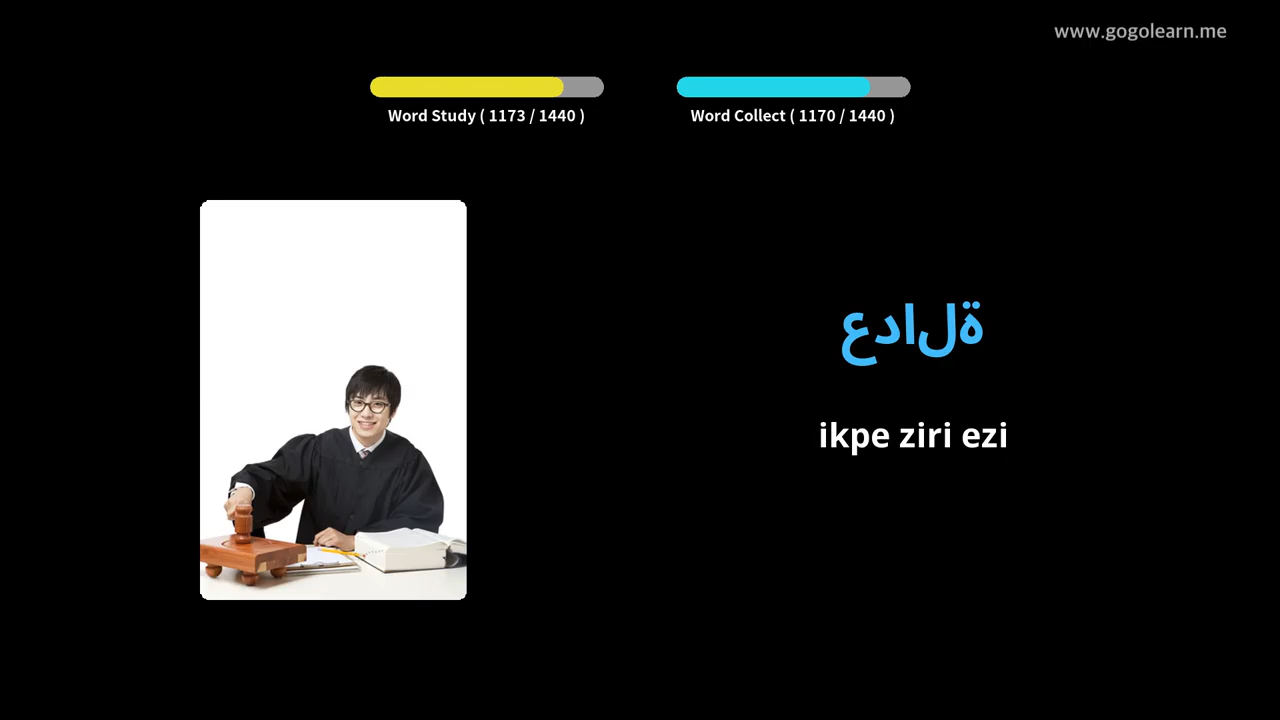 www.gogolearn.me
Word Study ( 1173 / 1440 )
Word Collect ( 1170 / 1440 )
عدالة
ikpe ziri ezi